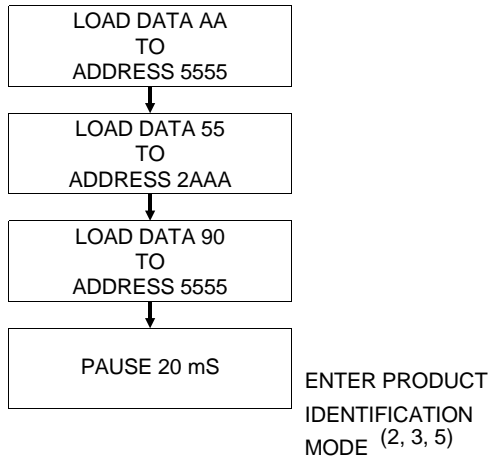 LOAD DATA AA
TO
ADDRESS 5555
LOAD DATA 55
TO
ADDRESS 2AAA
LOAD DATA 90
TO
ADDRESS 5555
PAUSE 20 mS
ENTER PRODUCT
IDENTIFICATION
MODE (2, 3, 5)